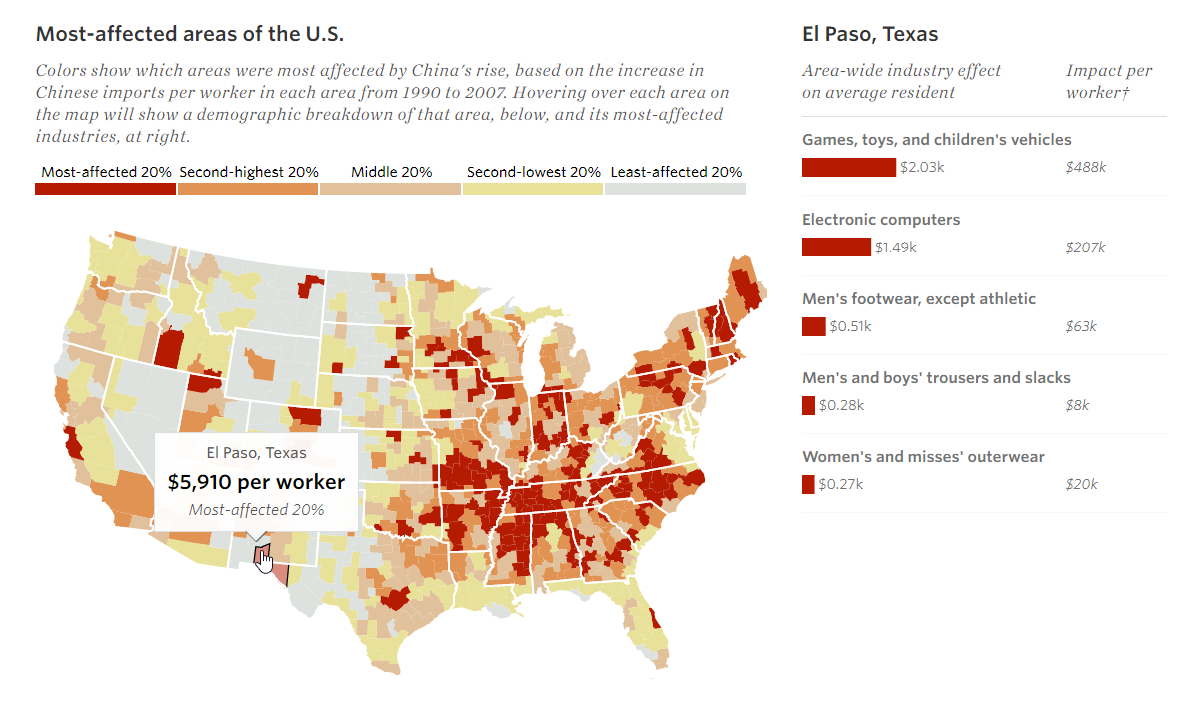 Most-affected areas of the U.S.
Colors show which areas were most affected by China's rise, based on the increase in
Chinese imports per worker in each area from 1990 to 2007. Hovering over each area on
the map will show a demographic breakdown of that area, below, and its most-affected
industries, at right.
Most-affected 20% Second-highest 20% Middle 20% Second-lowest 20% Least-affected 20%
El Paso, Texas
$5,910 per worker
Most-affected 20%
El Paso, Texas
Area-wide industry effect Impact per
on average resident worker†
Games, toys, and children's vehicles
$2.03k $488k
Electronic computers
$1.49k $207k
Men's footwear, except athletic
$0.51k $63k
Men's and boys' trousers and slacks
$0.28k $8k
Women's and misses' outerwear
$0.27k $20k